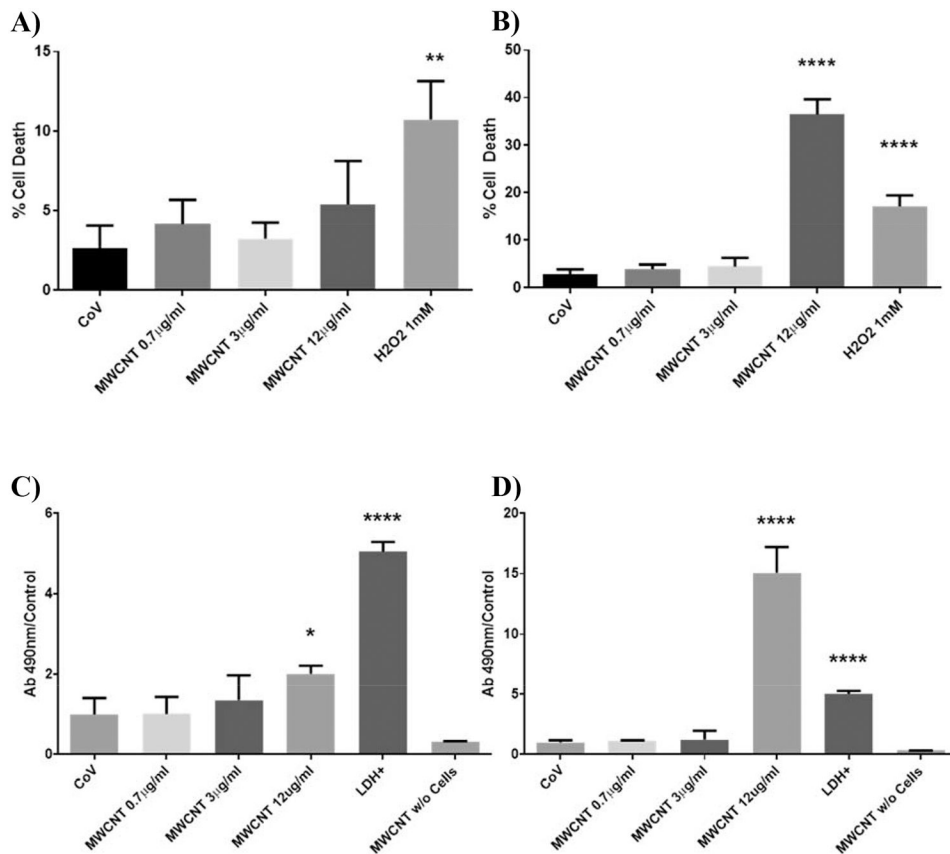 A)
15
10
5
0
% Cell Death
**
CoV
MWCNT 0.7μg/ml
MWCNT 3μg/ml
MWCNT 12μg/ml
H2O2 1mM
B)
50
40
30
20
10
0
% Cell Death
****
****
CoV
MWCNT 0.7μg/ml
MWCNT 3μg/ml
MWCNT 12μg/ml
H2O2 1mM
C)
6
4
2
0
Ab 490nm/Control
*
****
CoV
MWCNT 0.7μg/ml
MWCNT 3μg/ml
MWCNT 12ug/ml
LDH+
MWCNT w/o Cells
D)
20
15
10
5
0
Ab 490nm/Control
****
****
CoV
MWCNT 0.7μg/ml
MWCNT 3μg/ml
MWCNT 12ug/ml
LDH+
MWCNT w/o Cells